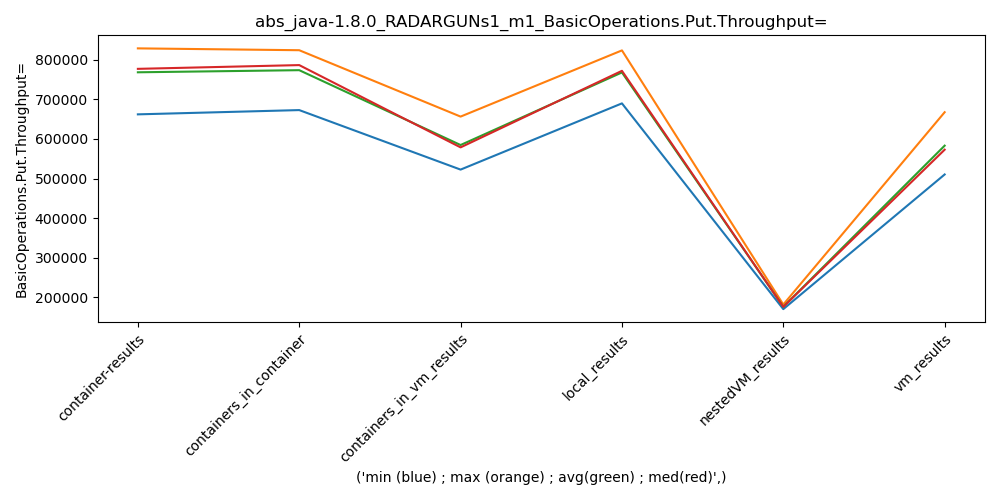 abs_java-1.8.0_RADARGUNs1_m1_BasicOperations.Put.Throughput=
BasicOperations.Put.Throughput=
800000
700000
600000
500000
400000
300000
200000
container-results
containers_in_container
containers_in_vm_results
local_results
nestedVM_results
vm_results
('min (blue) ; max (orange) ; avg(green) ; med(red)',)